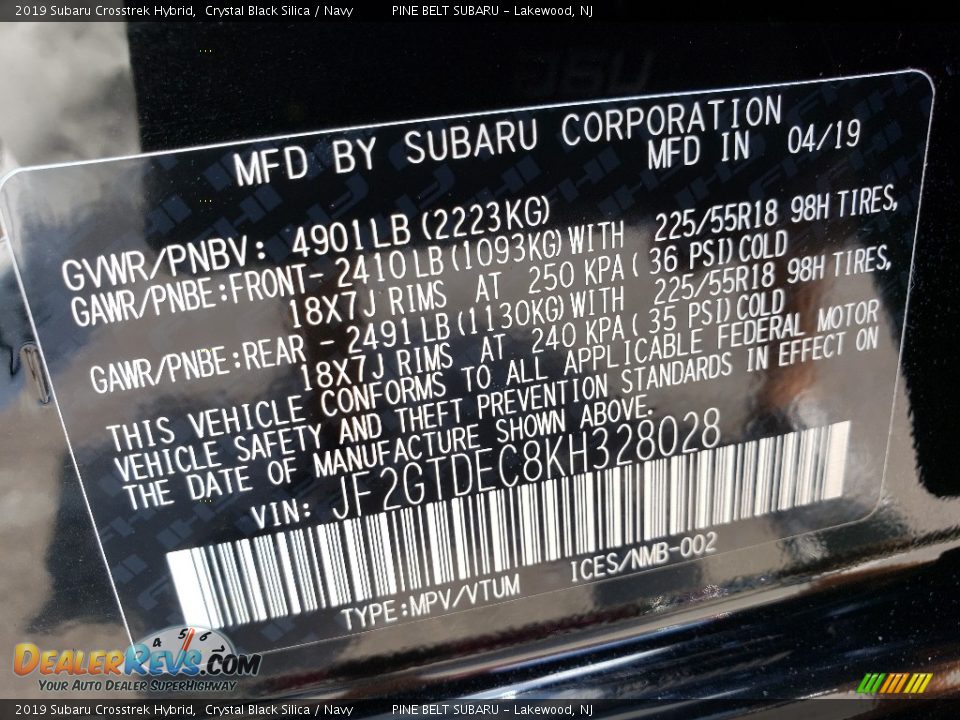 2019 Subaru Crosstrek Hybrid, Crystal Black Silica / Navy PINE BELT SUBARU - Lakewood, NJ
MFD BY SUBARU CORPORATION
MFD IN 04/19
GVWR/PNBV: 4901LB (2223KG)
GAWR/PNBE:FRONT- 2410LB (1093KG) WITH 225/55R18 98H TIRES,
18X7J RIMS AT 250 KPA( 36 PSI) COLD
GAWR/PNBE:REAR - 2491LB (1130KG) WITH 225/55R18 98H TIRES,
18X7J RIMS AT 240 KPA( 35 PSI) COLD
THIS VEHICLE CONFORMS TO ALL APPLICABLE FEDERAL MOTOR
VEHICLE SAFETY AND THEFT PREVENTION STANDARDS IN EFFECT ON
THE DATE OF MANUFACTURE SHOWN ABOVE.
VIN: JF2GTDEC8KH328028
TYPE:MPV/VTUM ICES/NMB-002
4 5 6
DEALERREVS.COM
YOUR AUTO DEALER SUPERHIGHWAY
2019 Subaru Crosstrek Hybrid, Crystal Black Silica / Navy PINE BELT SUBARU - Lakewood, NJ